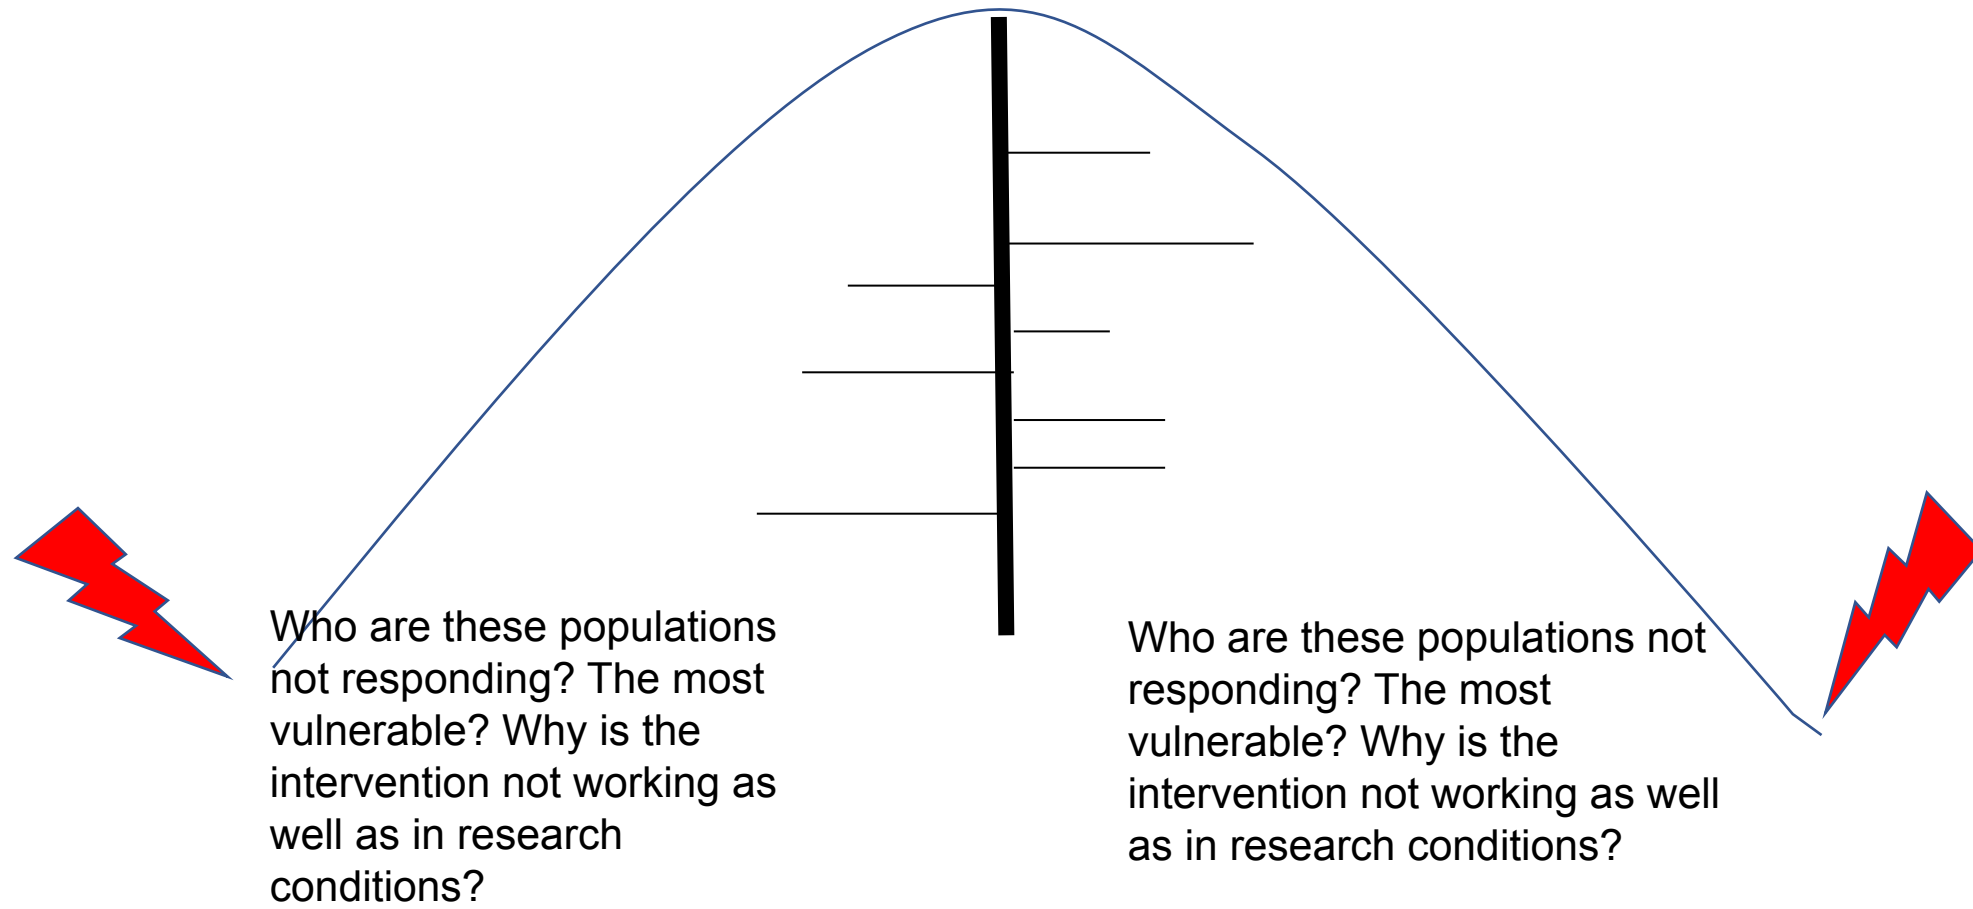 Who are these populations
not responding? The most
vulnerable? Why is the
intervention not working as
well as in research
conditions?
Who are these populations not
responding? The most
vulnerable? Why is the
intervention not working as well
as in research conditions?